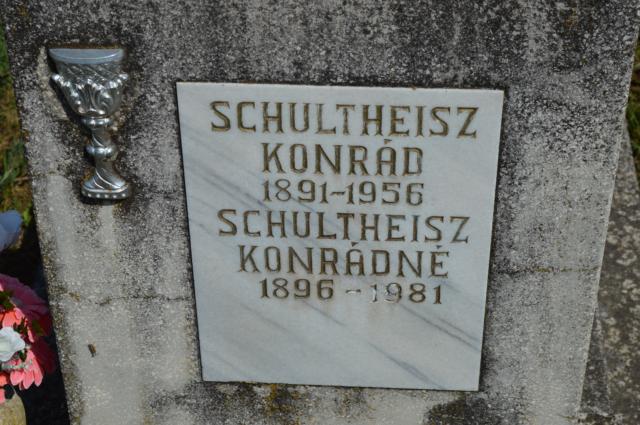 SCHULTHEISZ
KONRÁD
1891-1956
SCHULTHEISZ
KONRÁDNÉ
1896-1981